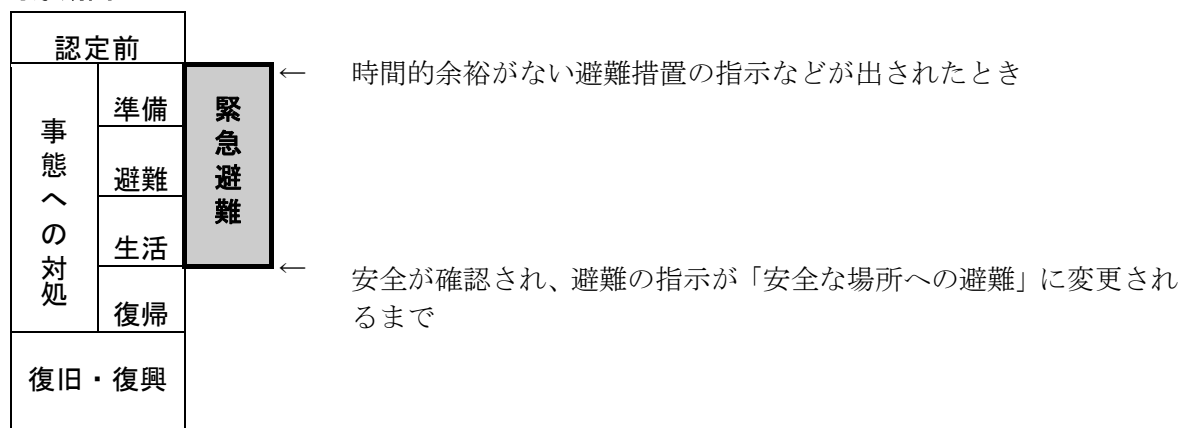 認定前
事態への対処
準備
避難
生活
復帰
復旧・復興
緊急避難
← 時間的余裕がない避難措置の指示などが出されたとき
← 安全が確認され、避難の指示が「安全な場所への避難」に変更され
るまで